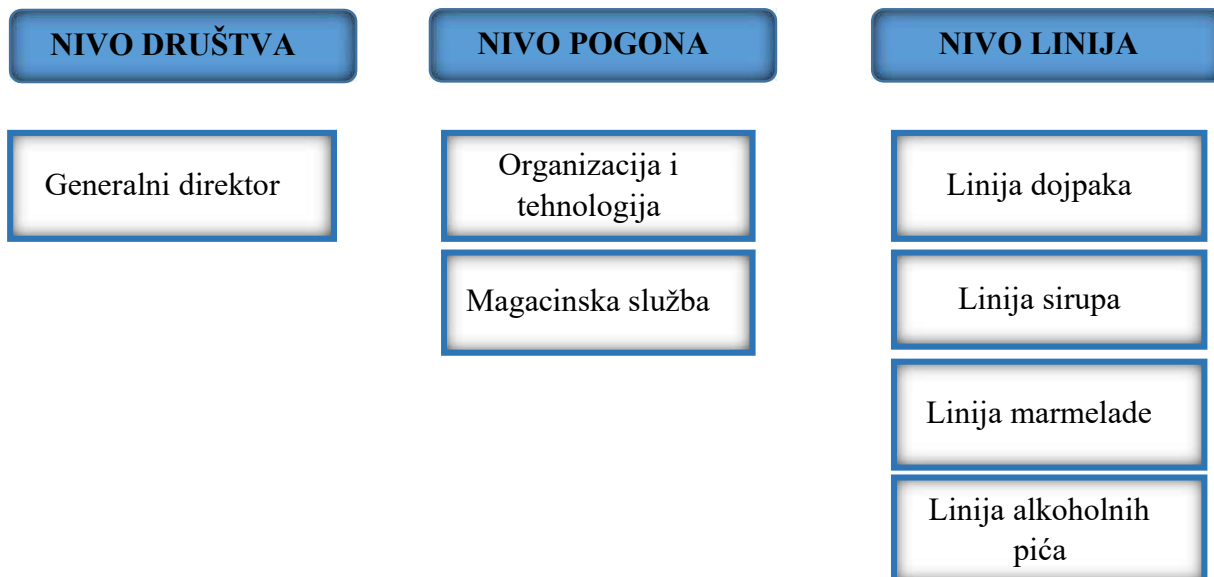 NIVO DRUŠTVA
NIVO POGONA
NIVO LINIJA
Generalni direktor
Organizacija i
tehnologija
Linija dojpaka
Magacinska služba
Linija sirupa
Linija marmelade
Linija alkoholnih
pića